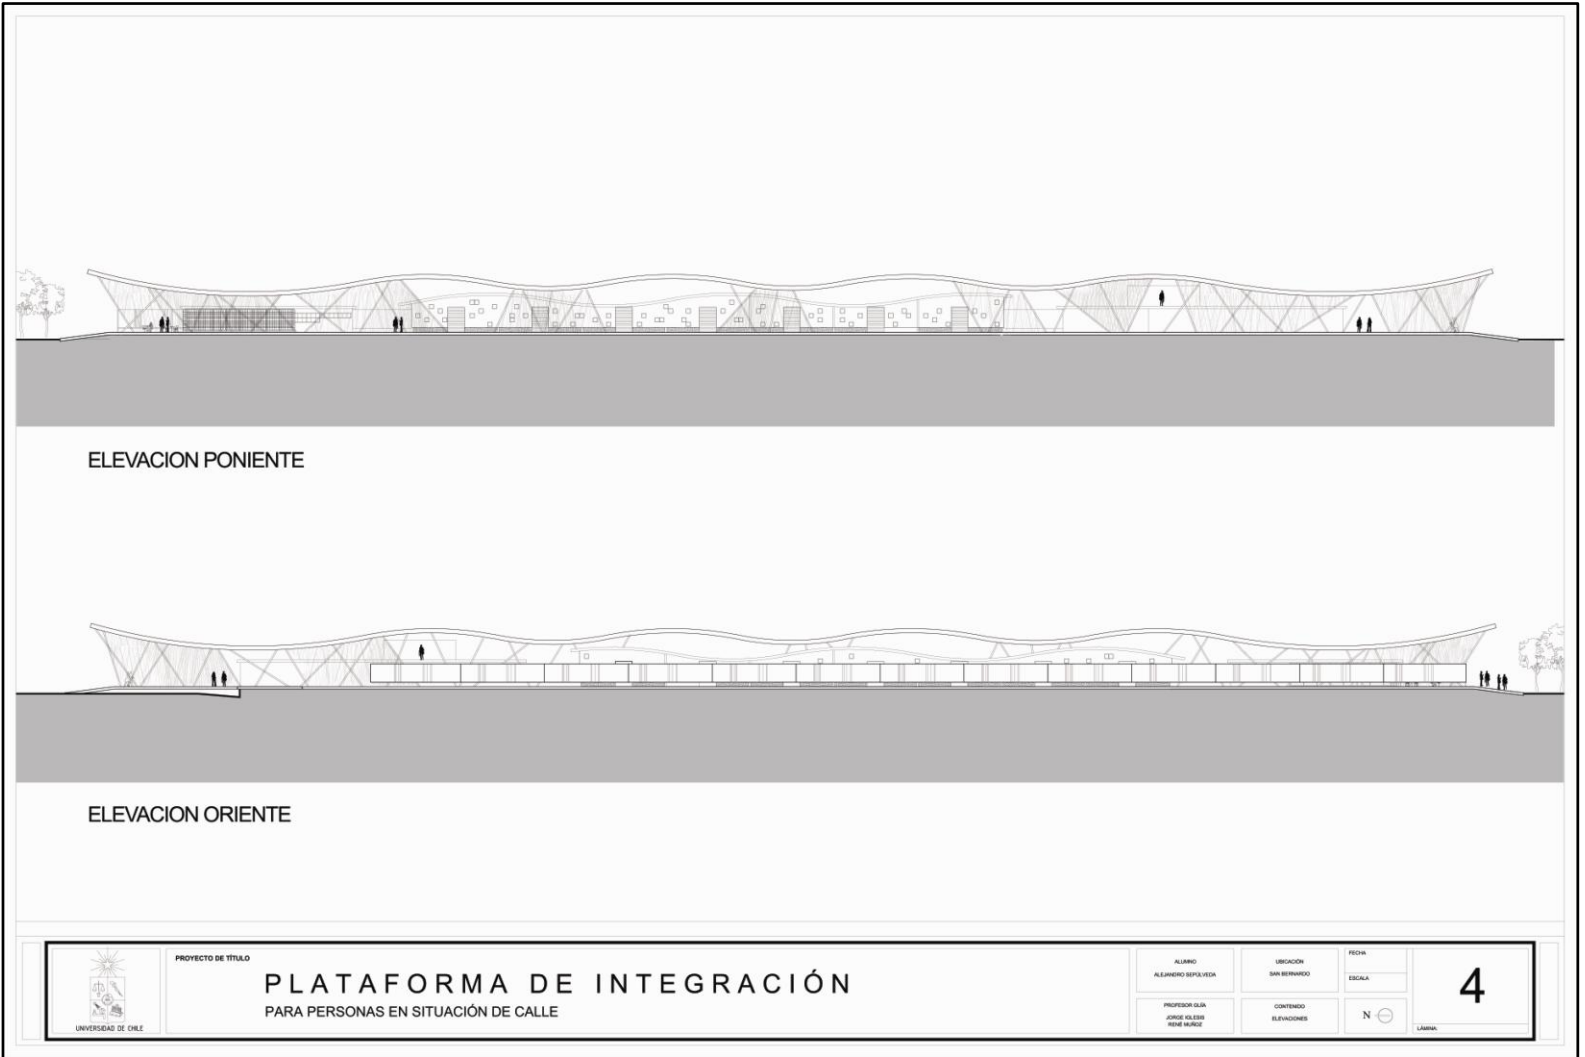 ELEVACION PONIENTE
ELEVACION ORIENTE
UNIVERSIDAD DE CHILE
PROYECTO DE TÍTULO
PLATAFORMA DE INTEGRACIÓN
PARA PERSONAS EN SITUACIÓN DE CALLE
ALUMNO
ALEJANDRO SEPÚLVEDA
PROFESOR GUÍA
JORGE IGLESIS
RENÉ MUÑOZ
UBICACIÓN
SAN BERNARDO
CONTENIDO
ELEVACIONES
FECHA
ESCALA
N
4
LÁMINA: